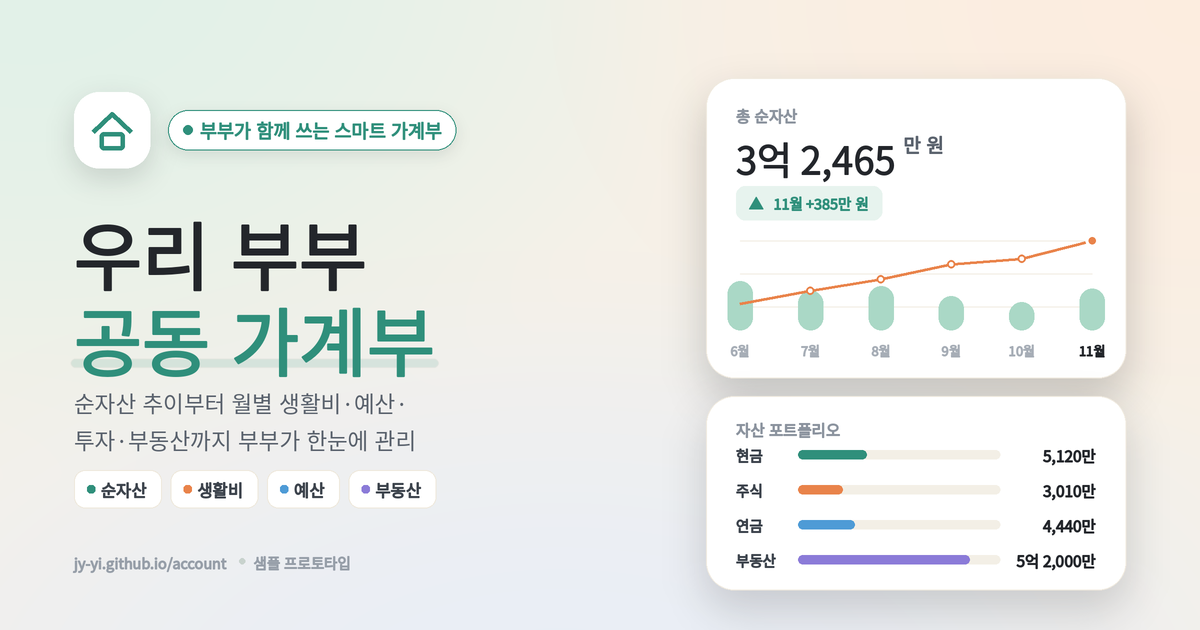 부부가 함께 쓰는 스마트 가계부
우리 부부
공동 가계부
순자산 추이부터 월별 생활비·예산·
투자·부동산까지 부부가 한눈에 관리
순자산 생활비 예산 부동산
jy-yi.github.io/account 샘플 프로토타입
총 순자산
3억 2,465 만 원
▲ 11월 +385만 원
6월 7월 8월 9월 10월 11월
자산 포트폴리오
현금 5,120만
주식 3,010만
연금 4,440만
부동산 5억 2,000만